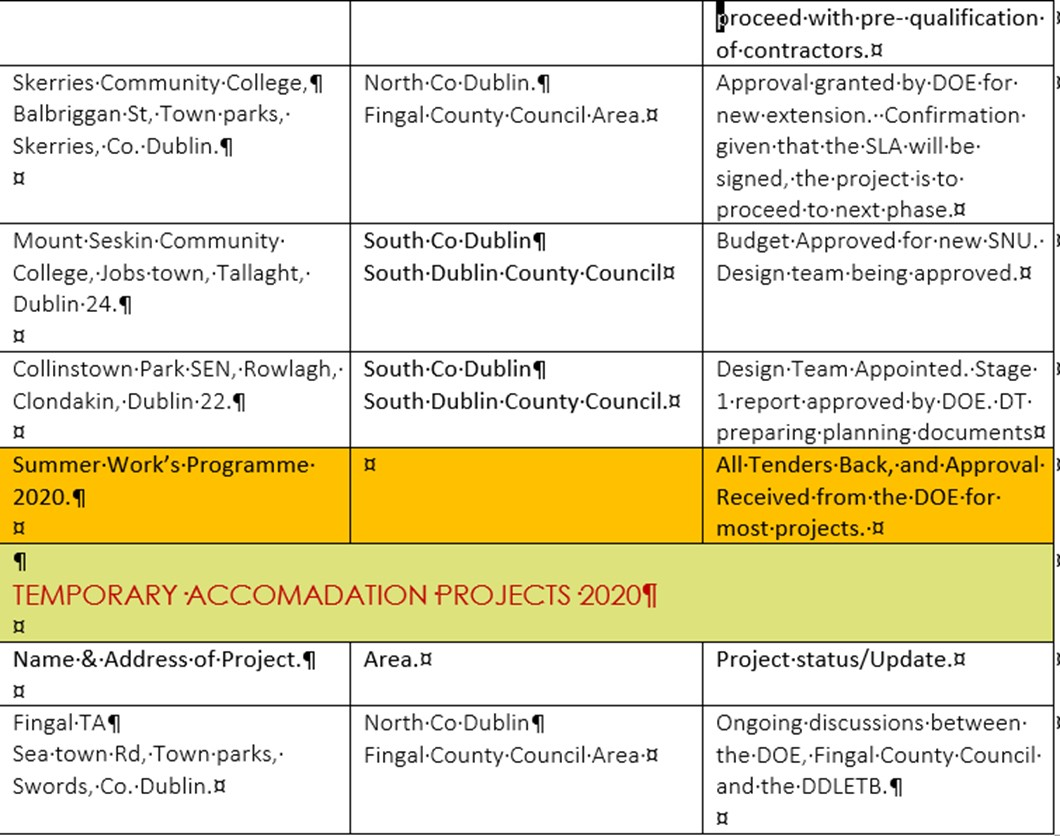 proceed with pre- qualification
of contractors.
Skerries Community College,
Balbriggan St, Town parks,
Skerries, Co. Dublin.
North Co Dublin.
Fingal County Council Area.
Approval granted by DOE for
new extension.  Confirmation
given that the SLA will be
signed, the project is to
proceed to next phase.
Mount Seskin Community
College, Jobs town, Tallaght,
Dublin 24.
South Co Dublin
South Dublin County Council
Budget Approved for new SNU.
Design team being approved.
Collinstown Park SEN, Rowlagh,
Clondakin, Dublin 22.
South Co Dublin
South Dublin County Council.
Design Team Appointed. Stage
1 report approved by DOE. DT
preparing planning documents
Summer Work’s Programme
2020.
All Tenders Back, and Approval
Received from the DOE for
most projects.
TEMPORARY ACCOMADATION PROJECTS 2020
Name & Address of Project.
Area.
Project status/Update.
Fingal TA
Sea town Rd, Town parks,
Swords, Co. Dublin.
North Co Dublin
Fingal County Council Area
Ongoing discussions between
the DOE, Fingal County Council
and the DDLETB.